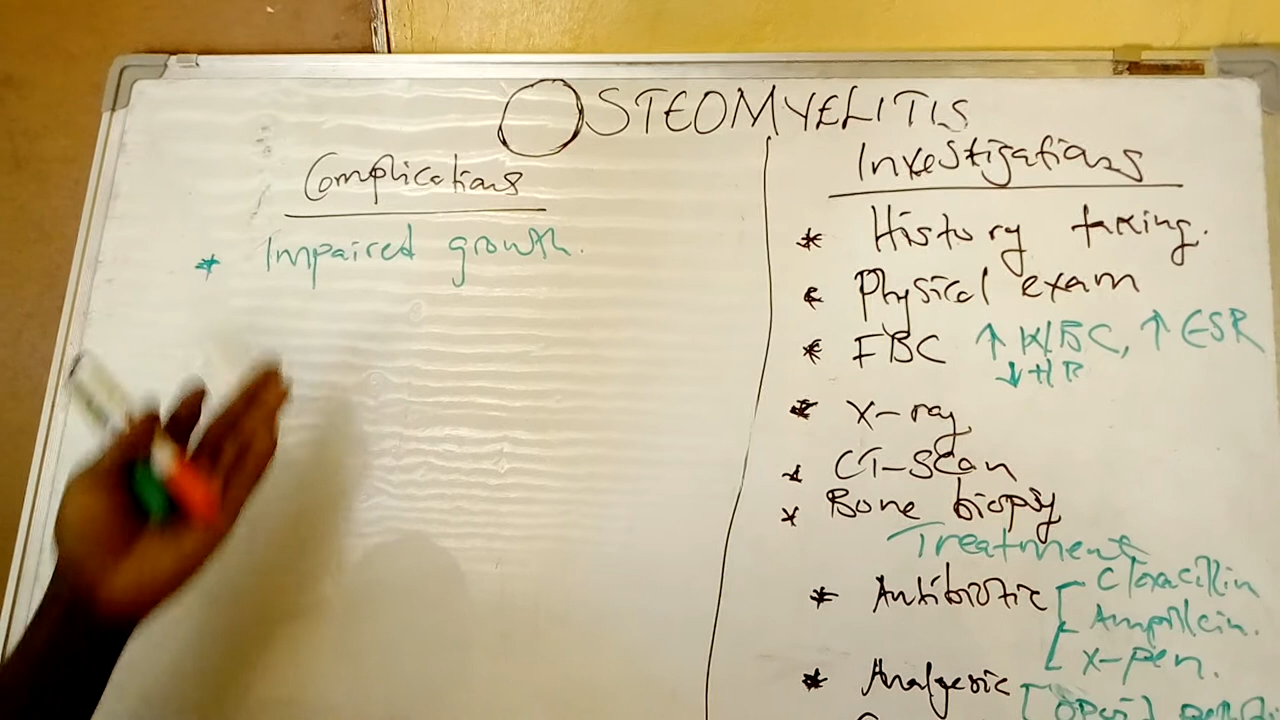 OSTEOMYELITIS
Complications
* Impaired growth.
Investigations
* History taking.
* Physical exam
* FBC ↑ WBC, ↑ ESR
↓ HB
* X-ray
* CT-Scan
* Bone biopsy
Treatment
* Antibiotic [ Cloxacillin
Ampicilin.
X-pen.
* Analgesic [